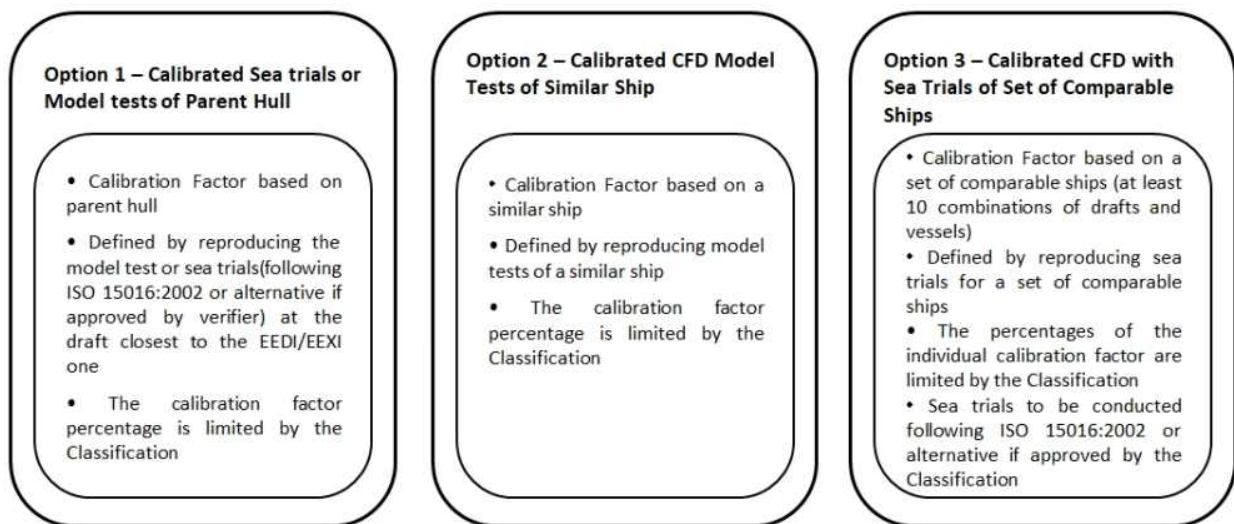 Option 1 – Calibrated Sea trials or
Model tests of Parent Hull
• Calibration Factor based on
parent hull
• Defined by reproducing the
model test or sea trials(following
ISO 15016:2002 or alternative if
approved by verifier) at the
draft closest to the EEDI/EEXI
one
• The calibration factor
percentage is limited by the
Classification
Option 2 – Calibrated CFD Model
Tests of Similar Ship
• Calibration Factor based on a
similar ship
• Defined by reproducing model
tests of a similar ship
• The calibration factor
percentage is limited by the
Classification
Option 3 – Calibrated CFD with
Sea Trials of Set of Comparable
Ships
• Calibration Factor based on a
set of comparable ships (at least
10 combinations of drafts and
vessels)
• Defined by reproducing sea
trials for a set of comparable
ships
• The percentages of the
individual calibration factor are
limited by the Classification
• Sea trials to be conducted
following ISO 15016:2002 or
alternative if approved by the
Classification